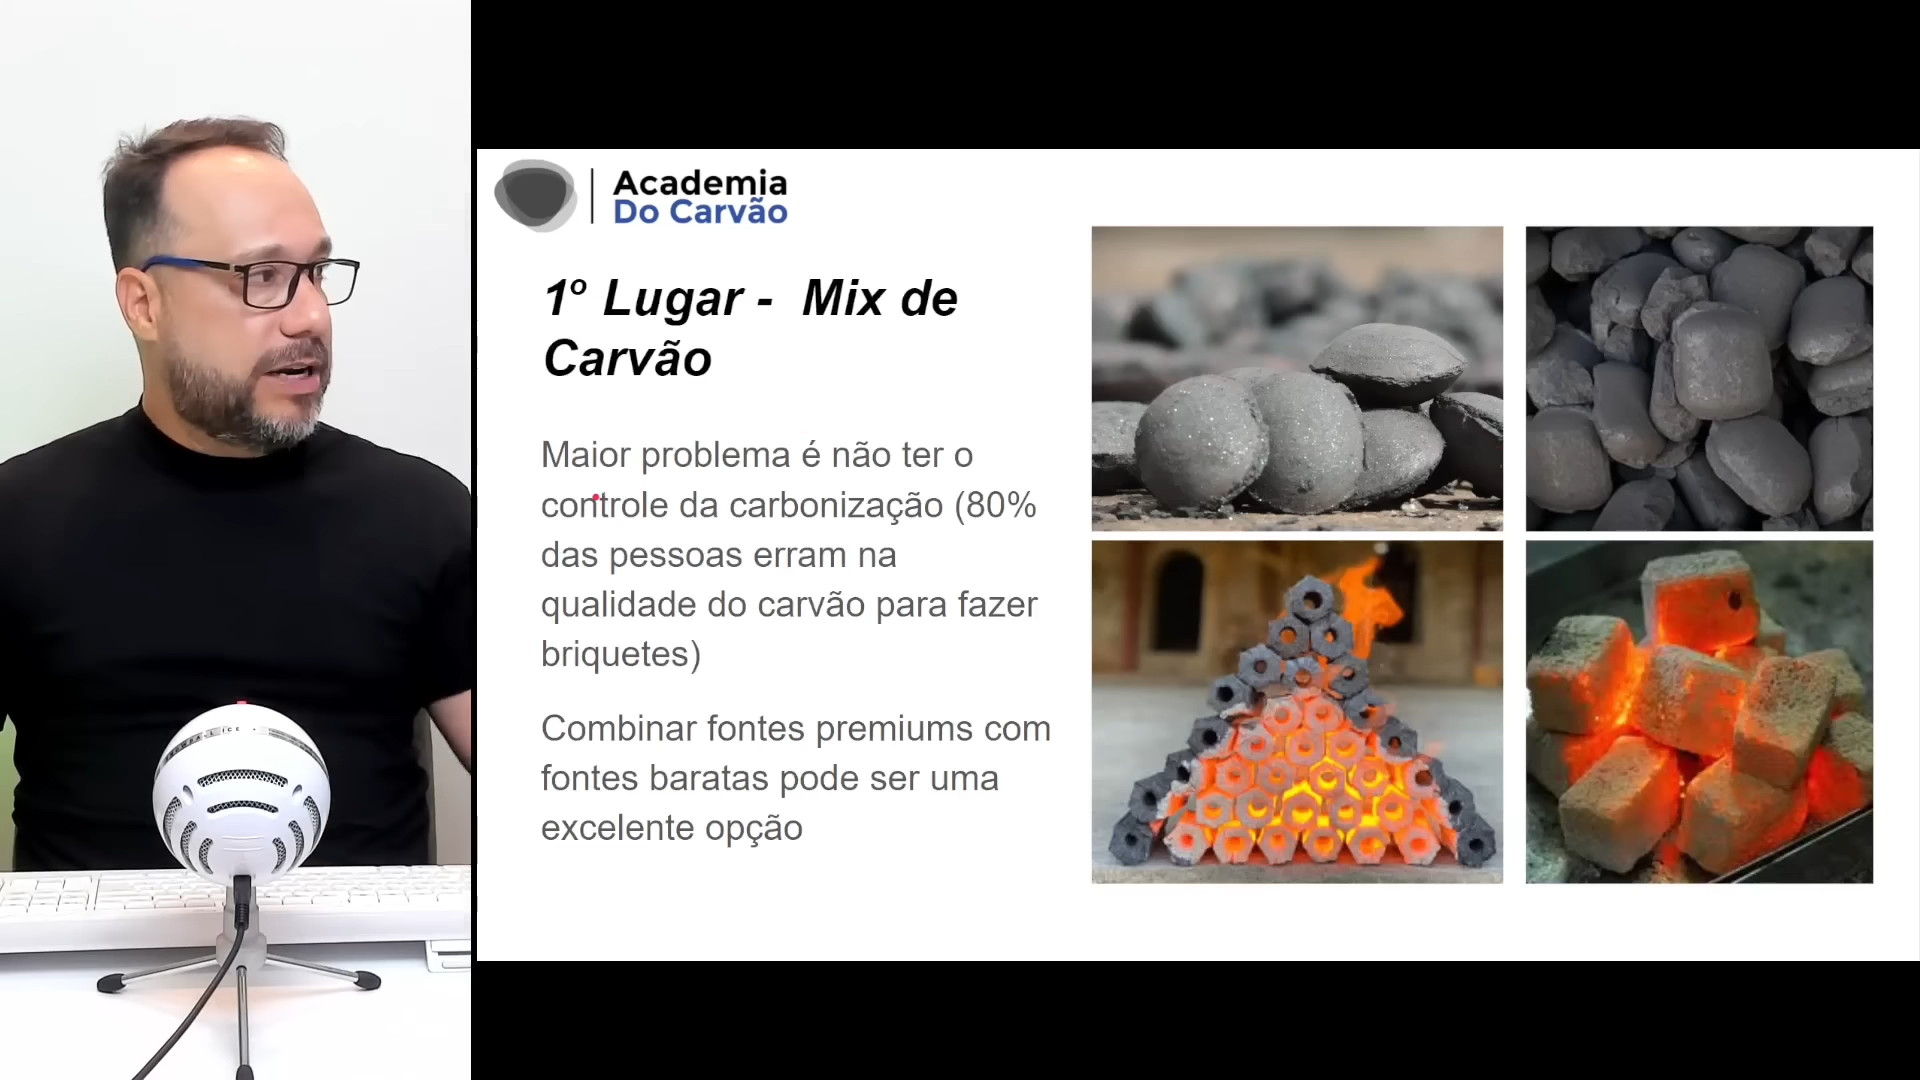 Academia
Do Carvão
1º Lugar - Mix de
Carvão
Maior problema é não ter o
controle da carbonização (80%
das pessoas erram na
qualidade do carvão para fazer
briquetes)
Combinar fontes premiums com
fontes baratas pode ser uma
excelente opção